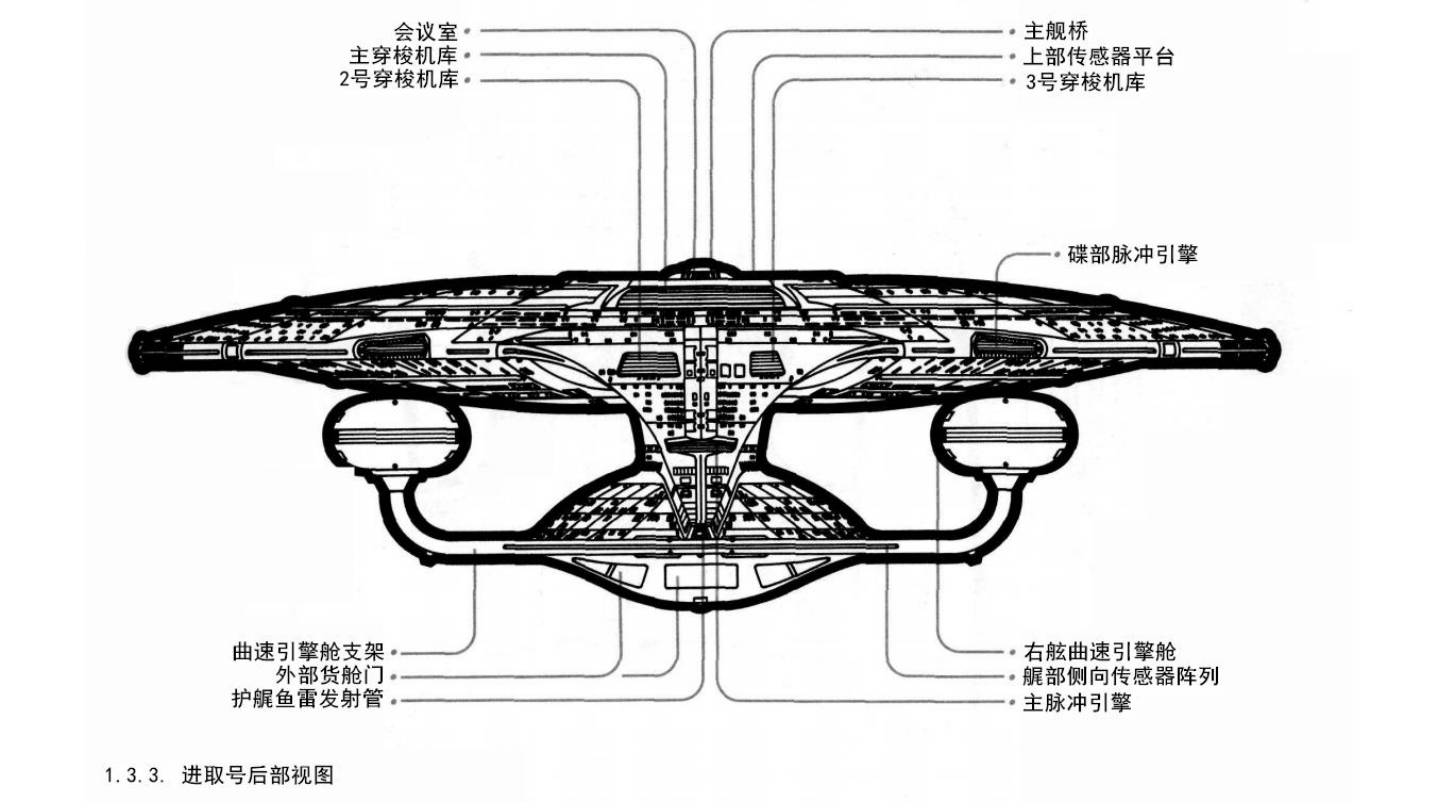 会议室
主穿梭机库
2号穿梭机库
主舰桥
上部传感器平台
3号穿梭机库
碟部脉冲引擎
曲速引擎舱支架
外部货舱门
护艉鱼雷发射管
右舷曲速引擎舱
艉部侧向传感器阵列
主脉冲引擎
1.3.3. 进取号后部视图